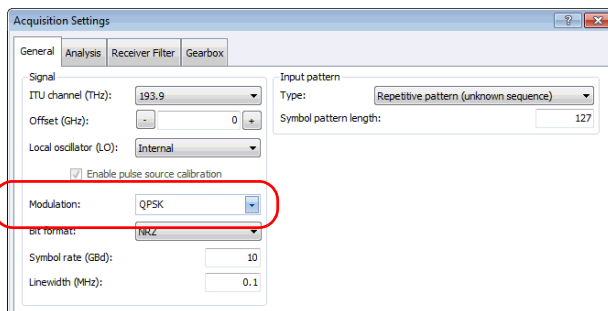 Acquisition Settings
General Analysis Receiver Filter Gearbox
Signal
ITU channel (THz): 193.9
Offset (GHz): - 0 +
Local oscillator (LO): Internal
Enable pulse source calibration
Modulation: QPSK
Bit format: NRZ
Symbol rate (GBd): 10
Linewidth (MHz): 0.1
Input pattern
Type: Repetitive pattern (unknown sequence)
Symbol pattern length: 127